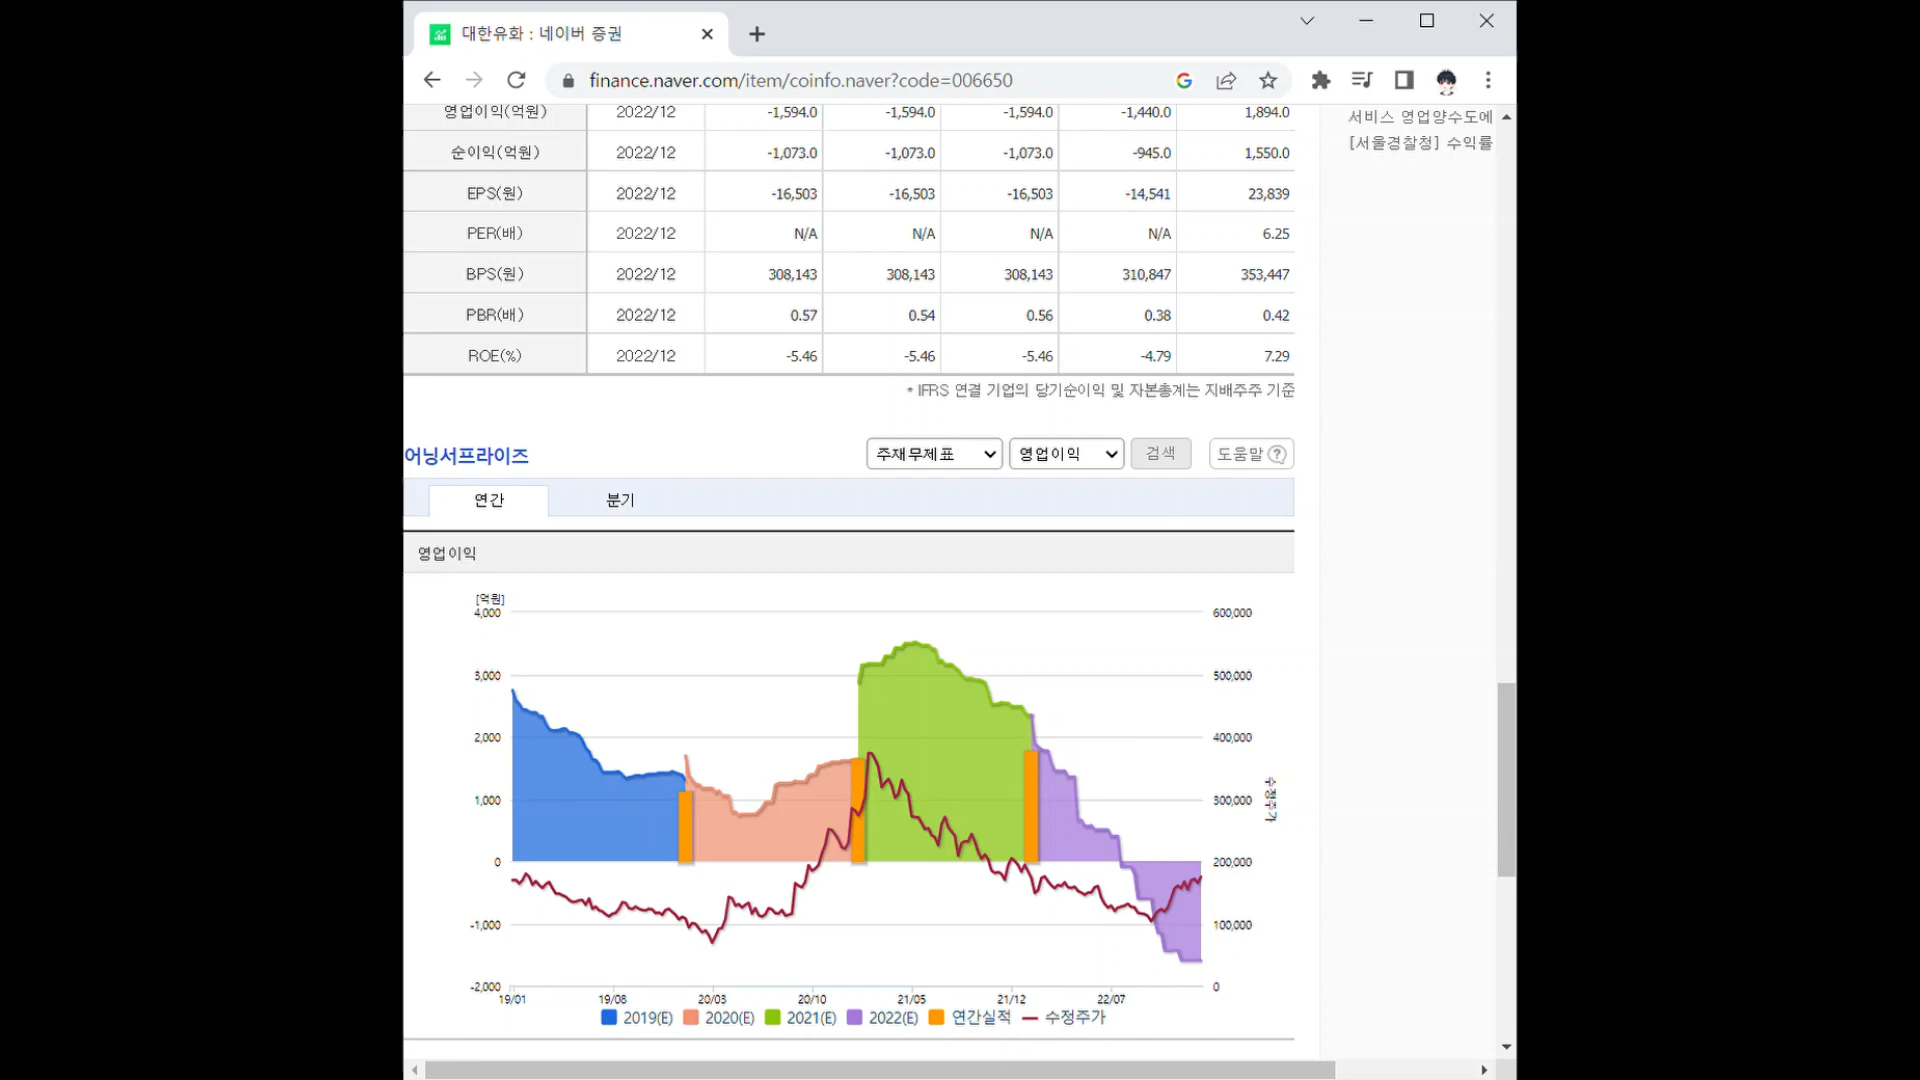 대한유화 : 네이버 증권
finance.naver.com/item/coinfo.naver?code=006650
영업이익(억원) 2022/12 -1,594.0 -1,594.0 -1,594.0 -1,440.0 1,894.0
순이익(억원) 2022/12 -1,073.0 -1,073.0 -1,073.0 -945.0 1,550.0
EPS(원) 2022/12 -16,503 -16,503 -16,503 -14,541 23,839
PER(배) 2022/12 N/A N/A N/A N/A 6.25
BPS(원) 2022/12 308,143 308,143 308,143 310,847 353,447
PBR(배) 2022/12 0.57 0.54 0.56 0.38 0.42
ROE(%) 2022/12 -5.46 -5.46 -5.46 -4.79 7.29
* IFRS 연결 기업의 당기순이익 및 자본총계는 지배주주 기준
서비스 영업양수도에
[서울경찰청] 수익률
어닝서프라이즈 주재무제표 영업이익 검색 도움말 ?
연간 분기
영업이익
[억원]
4,000 600,000
3,000 500,000
2,000 400,000
1,000 300,000
수정주가
0 200,000
-1,000 100,000
-2,000 0
19/01 19/08 20/03 20/10 21/05 21/12 22/07
2019(E) 2020(E) 2021(E) 2022(E) 연간실적 수정주가